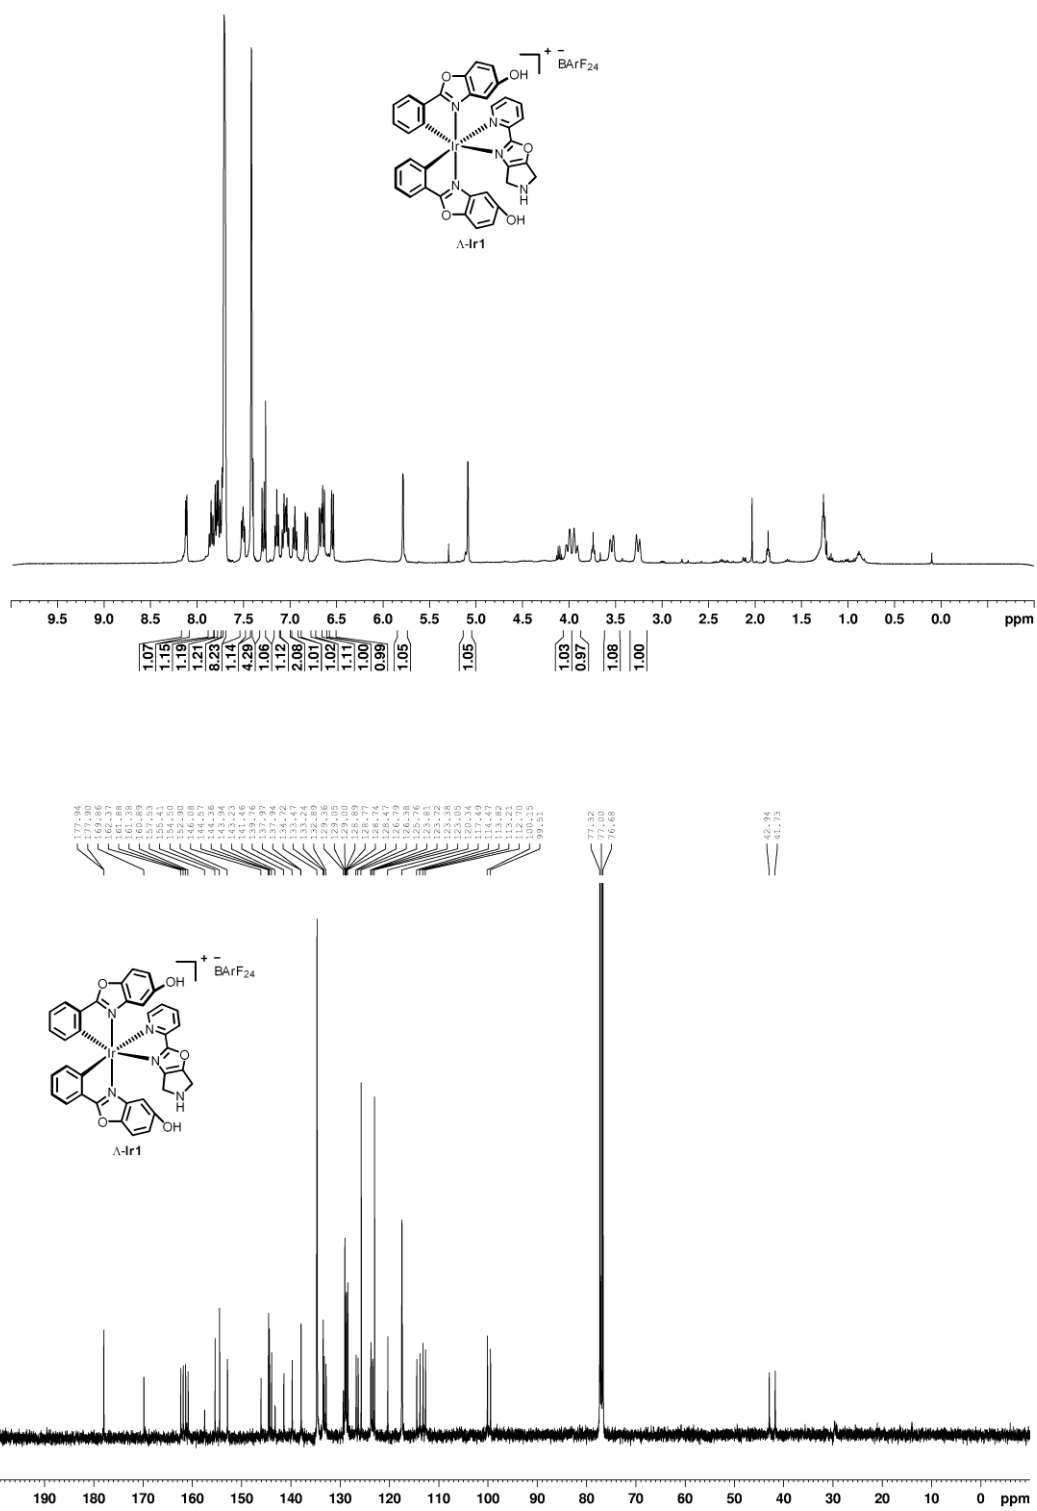 OH
+ −
BArF24
O
N
N
O
Ir
N
N
N
H
O
OH
Λ-Ir1
9.5 9.0 8.5 8.0 7.5 7.0 6.5 6.0 5.5 5.0 4.5 4.0 3.5 3.0 2.5 2.0 1.5 1.0 0.5 0.0 ppm
1.07 1.15 1.19 1.21 8.23 1.14 4.29 1.06 1.12 2.08 1.01 1.02 1.11 1.00 0.99 1.05 1.05 1.03 0.97 1.08 1.00
177.94 177.90 169.86 162.37 161.88 161.38 160.89 157.53 155.41 154.50 152.90 146.08 144.57 144.36 143.94 143.23 141.46 139.76 137.97 137.94 134.72 133.47 133.24 132.89 129.36 129.05 129.00 128.89 128.77 128.74 128.47 126.79 126.38 125.76 123.81 123.72 123.38 123.05 120.34 117.49 114.47 113.82 113.21 112.70 100.15 99.51 77.32 77.00 76.68 42.94 41.73
+ −
BArF24
O
OH
N
N
O
Ir
N
N
N
H
O
OH
Λ-Ir1
190 180 170 160 150 140 130 120 110 100 90 80 70 60 50 40 30 20 10 0 ppm